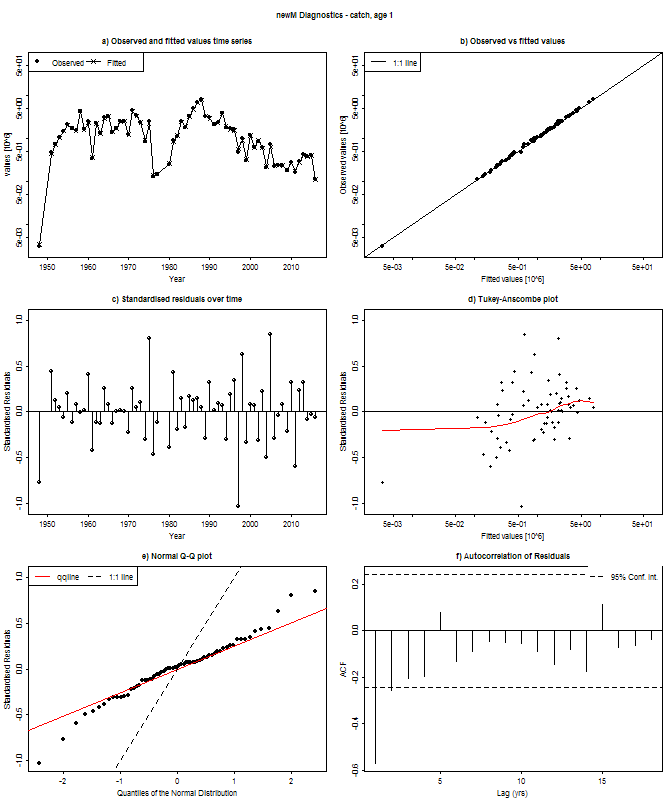 newM Diagnostics - catch, age 1
a) Observed and fitted values time series
values [10^6]
5e+01
5e+00
5e-01
5e-02
5e-03
Observed
Fitted
1950 1960 1970 1980 1990 2000 2010
Year
b) Observed vs fitted values
Observed values [10^6]
5e+01
5e+00
5e-01
5e-02
5e-03
1:1 line
5e-03 5e-02 5e-01 5e+00 5e+01
Fitted values [10^6]
c) Standardised residuals over time
Standardised Residuals
1.0
0.5
0.0
-0.5
-1.0
1950 1960 1970 1980 1990 2000 2010
Year
d) Tukey-Anscombe plot
Standardised Residuals
1.0
0.5
0.0
-0.5
-1.0
5e-03 5e-02 5e-01 5e+00 5e+01
Fitted values [10^6]
e) Normal Q-Q plot
Standardised Residuals
1.0
0.5
0.0
-0.5
-1.0
qqline
1:1 line
-2 -1 0 1 2
Quantiles of the Normal Distribution
f) Autocorrelation of Residuals
ACF
0.2
0.0
-0.2
-0.4
-0.6
95% Conf. Int.
5 10 15
Lag (yrs)